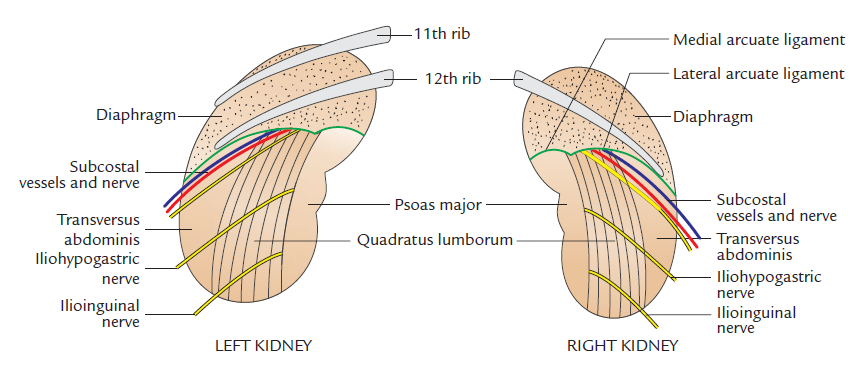 11th rib
12th rib
Diaphragm
Subcostal
vessels and nerve
Transversus
abdominis
Iliohypogastric
nerve
Ilioinguinal
nerve
Psoas major
Quadratus lumborum
Medial arcuate ligament
Lateral arcuate ligament
Diaphragm
Subcostal
vessels and nerve
Transversus
abdominis
Iliohypogastric
nerve
Ilioinguinal
nerve
LEFT KIDNEY
RIGHT KIDNEY